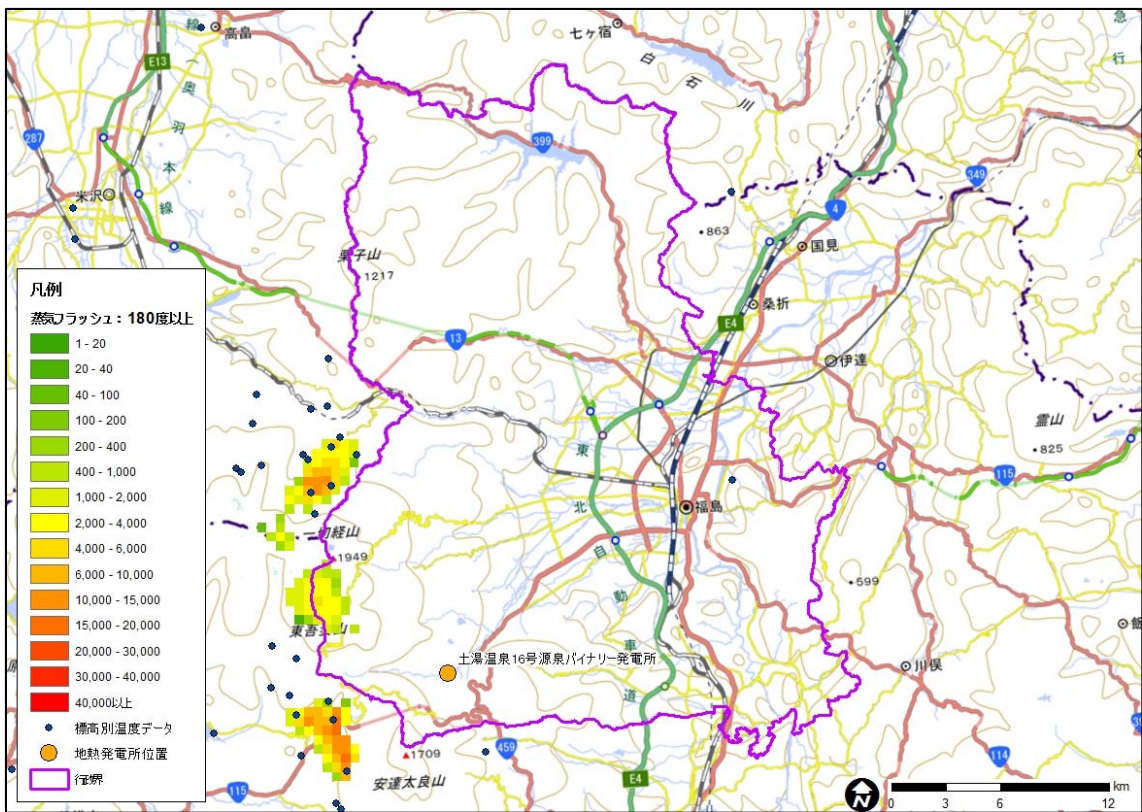 高畠
七ヶ宿
白石川
急行
E13
奥羽本線
287
399
349
米沢
4
863
国見
栗子山
1217
桑折
E4
13
伊達
霊山
825
115
東北自動車道
福島
一切経山
1949
599
東吾妻山
土湯温泉16号源泉バイナリー発電所
川俣
飯
1709
安達太良山
459
115
E4
114
凡例
蒸気フラッシュ：180度以上
1 - 20
20 - 40
40 - 100
100 - 200
200 - 400
400 - 1,000
1,000 - 2,000
2,000 - 4,000
4,000 - 6,000
6,000 - 10,000
10,000 - 15,000
15,000 - 20,000
20,000 - 30,000
30,000 - 40,000
40,000以上
標高別温度データ
地熱発電所位置
行政界
N
km
0 3 6 12